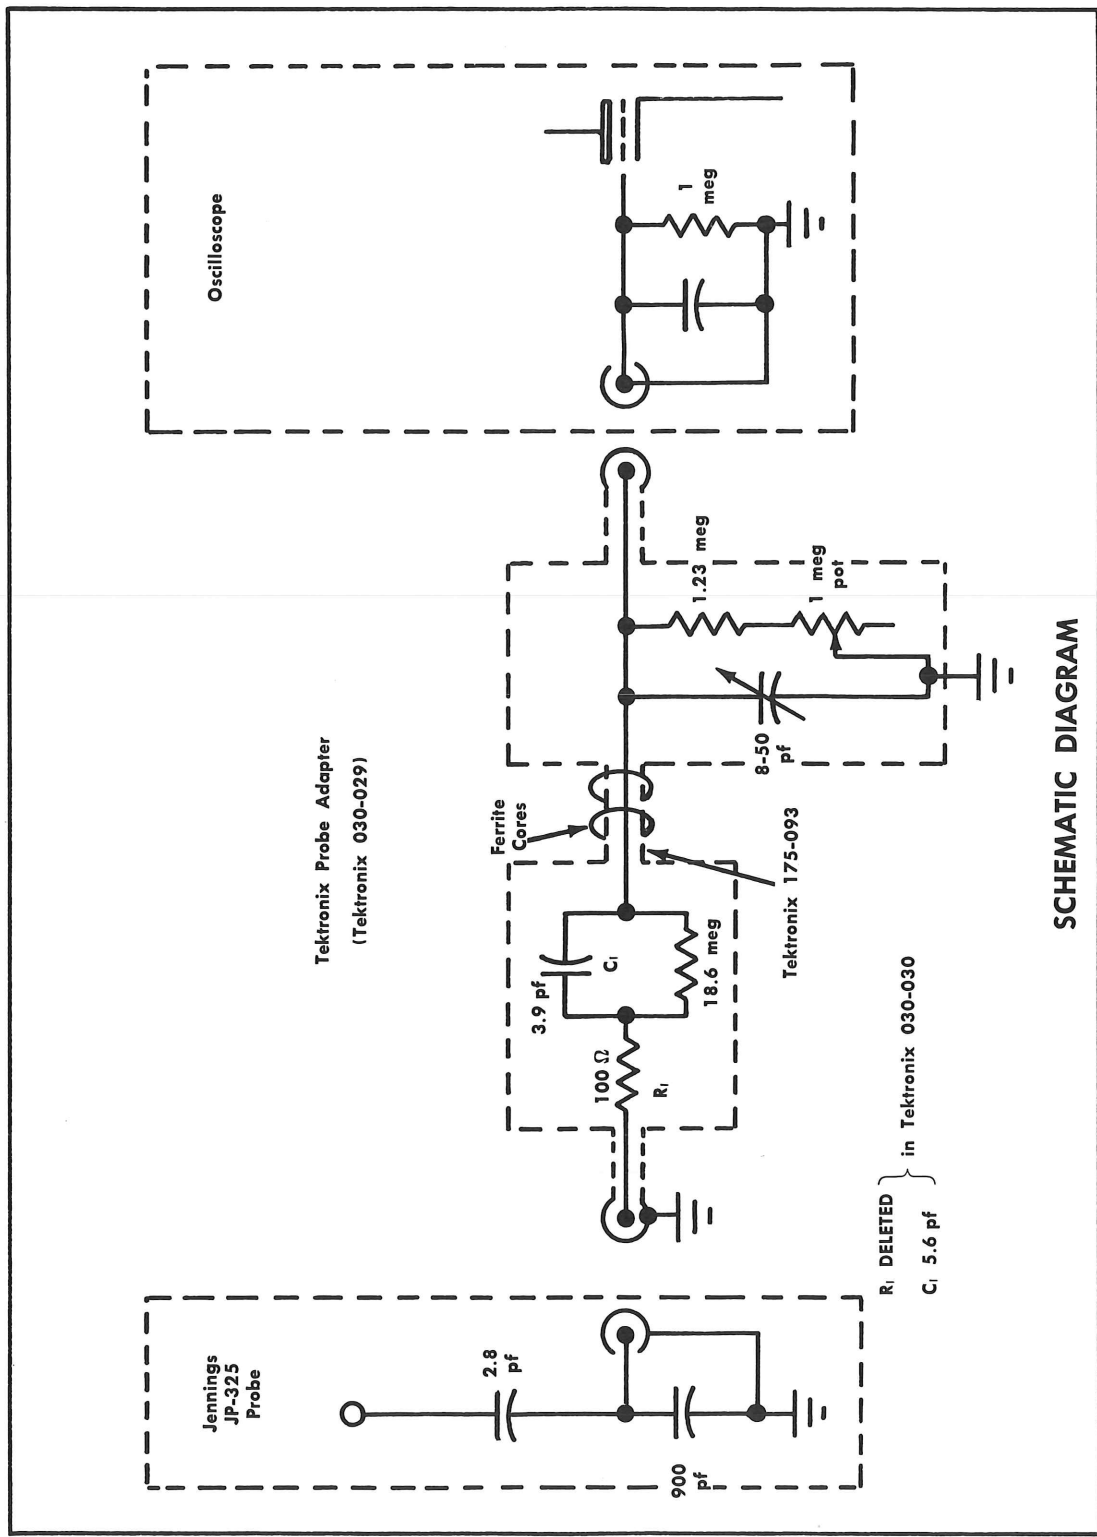 Jennings
JP-325
Probe
2.8
pf
900
pf
Tektronix Probe Adapter
(Tektronix 030-029)
Ferrite
Cores
3.9 pf
C₁
100 Ω
R₁
18.6 meg
Tektronix 175-093
8-50
pf
1.23 meg
1 meg
pot
Oscilloscope
1
meg
R₁ DELETED
C₁ 5.6 pf
in Tektronix 030-030
SCHEMATIC DIAGRAM